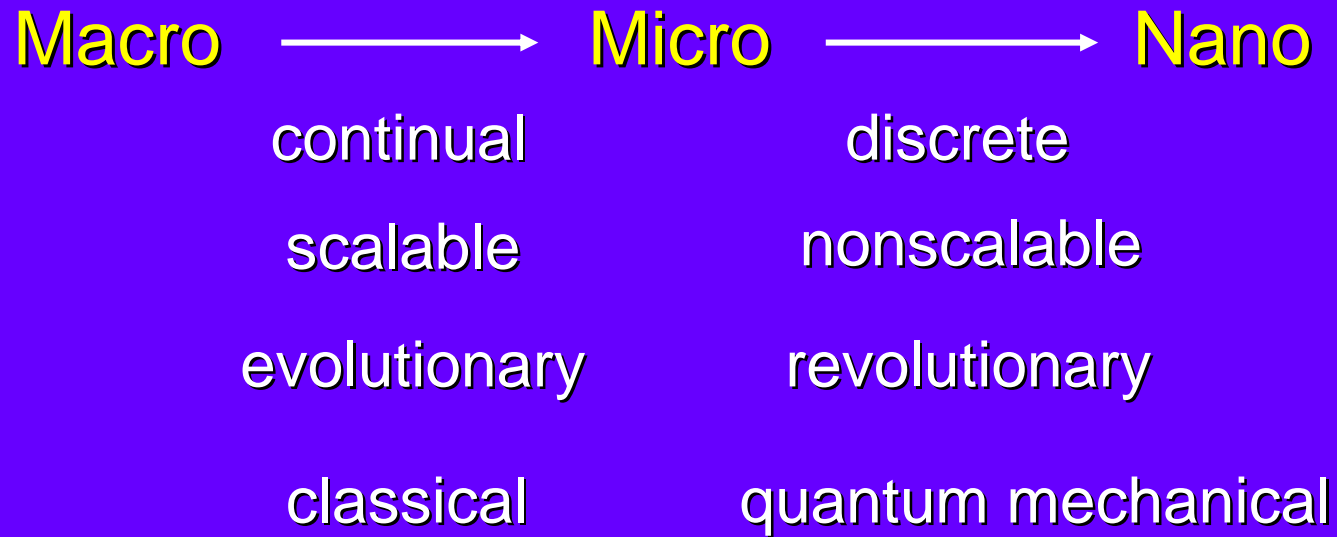 Macro Micro Nano
continual discrete
scalable nonscalable
evolutionary revolutionary
classical quantum mechanical